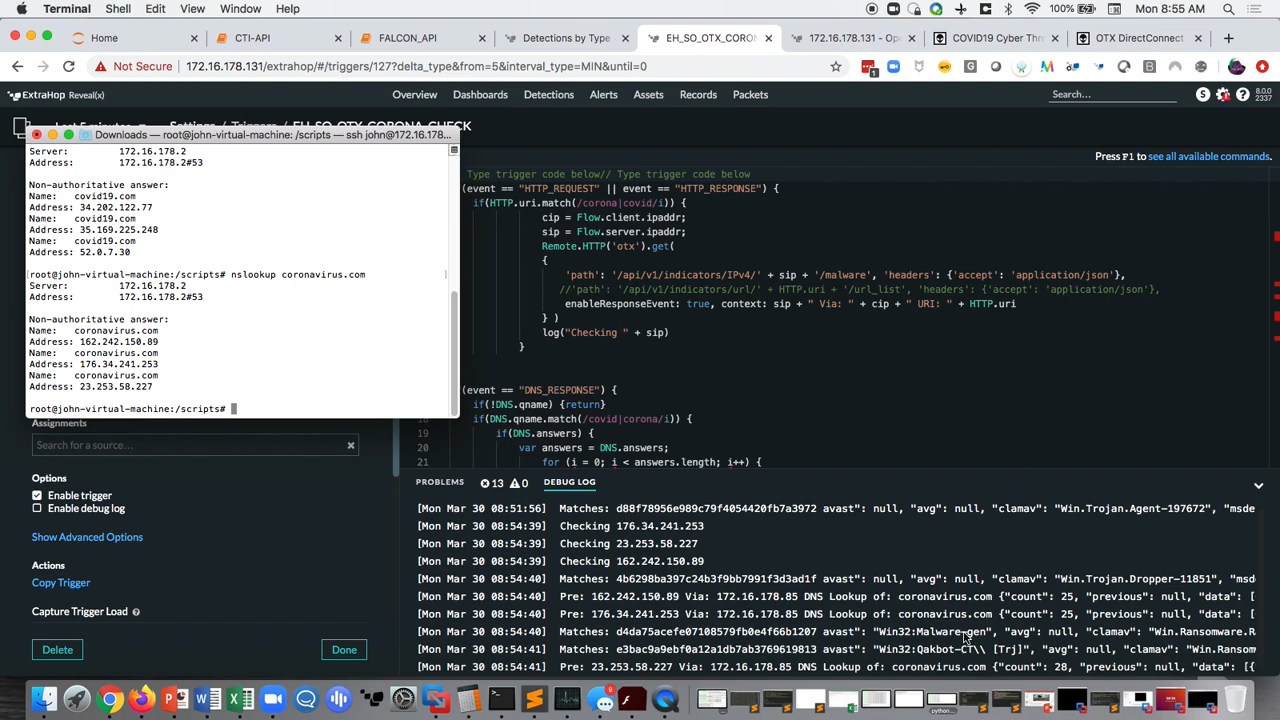 Terminal Shell Edit View Window Help 100% Mon 8:55 AM
Home CTI-API FALCON_API Detections by Type EH_SO_OTX_CORON 172.16.178.131 - Ope COVID19 Cyber Thr OTX DirectConnect
Not Secure 172.16.178.131/extrahop/#/triggers/127?delta_type&from=5&interval_type=MIN&until=0
ExtraHop Reveal(x) Overview Dashboards Detections Alerts Assets Records Packets Search... S 8.0.0 2337
Downloads — root@john-virtual-machine: /scripts — ssh john@172.16.178...
Press F1 to see all available commands.
Server: 172.16.178.2
Address: 172.16.178.2#53
Non-authoritative answer:
Name: covid19.com
Address: 34.202.122.77
Name: covid19.com
Address: 35.169.225.248
Name: covid19.com
Address: 52.0.7.30
[root@john-virtual-machine:/scripts# nslookup coronavirus.com ]
Server: 172.16.178.2
Address: 172.16.178.2#53
Non-authoritative answer:
Name: coronavirus.com
Address: 162.242.150.89
Name: coronavirus.com
Address: 176.34.241.253
Name: coronavirus.com
Address: 23.253.58.227
root@john-virtual-machine:/scripts#
Type trigger code below// Type trigger code below
(event == "HTTP_REQUEST" || event == "HTTP_RESPONSE") {
if(HTTP.uri.match(/corona|covid/i)) {
cip = Flow.client.ipaddr;
sip = Flow.server.ipaddr;
Remote.HTTP('otx').get(
{
'path': '/api/v1/indicators/IPv4/' + sip + '/malware', 'headers': {'accept': 'application/json'},
//'path': '/api/v1/indicators/url/' + HTTP.uri + '/url_list', 'headers': {'accept': 'application/json'},
enableResponseEvent: true, context: sip + " Via: " + cip + " URI: " + HTTP.uri
} )
log("Checking " + sip)
}
(event == "DNS_RESPONSE") {
if(!DNS.qname) {return}
if(DNS.qname.match(/covid|corona/i)) {
19 if(DNS.answers) {
20 var answers = DNS.answers;
21 for (i = 0; i < answers.length; i++) {
Assignments
Search for a source...
Options
Enable trigger
Enable debug log
Show Advanced Options
Actions
Copy Trigger
Capture Trigger Load
Delete Done
PROBLEMS 13 0 DEBUG LOG
[Mon Mar 30 08:51:56] Matches: d88f78956e989c79f4054420fb7a3972 avast": null, "avg": null, "clamav": "Win.Trojan.Agent-197672", "msde
[Mon Mar 30 08:54:39] Checking 176.34.241.253
[Mon Mar 30 08:54:39] Checking 23.253.58.227
[Mon Mar 30 08:54:39] Checking 162.242.150.89
[Mon Mar 30 08:54:40] Matches: 4b6298ba397c24b3f9bb7991f3d3ad1f avast": null, "avg": null, "clamav": "Win.Trojan.Dropper-11851", "msd
[Mon Mar 30 08:54:40] Pre: 162.242.150.89 Via: 172.16.178.85 DNS Lookup of: coronavirus.com {"count": 25, "previous": null, "data": [
[Mon Mar 30 08:54:40] Pre: 176.34.241.253 Via: 172.16.178.85 DNS Lookup of: coronavirus.com {"count": 25, "previous": null, "data": [
[Mon Mar 30 08:54:40] Matches: d4da75acefe07108579fb0e4f66b1207 avast": "Win32:Malware-gen", "avg": null, "clamav": "Win.Ransomware.R
[Mon Mar 30 08:54:41] Matches: e3bac9a9ebf0a12a1db7ab3769619813 avast": "Win32:Qakbot-CT\\ [Trj]", "avg": null, "clamav": "Win.Ransom
[Mon Mar 30 08:54:41] Pre: 23.253.58.227 Via: 172.16.178.85 DNS Lookup of: coronavirus.com {"count": 28, "previous": null, "data": [{